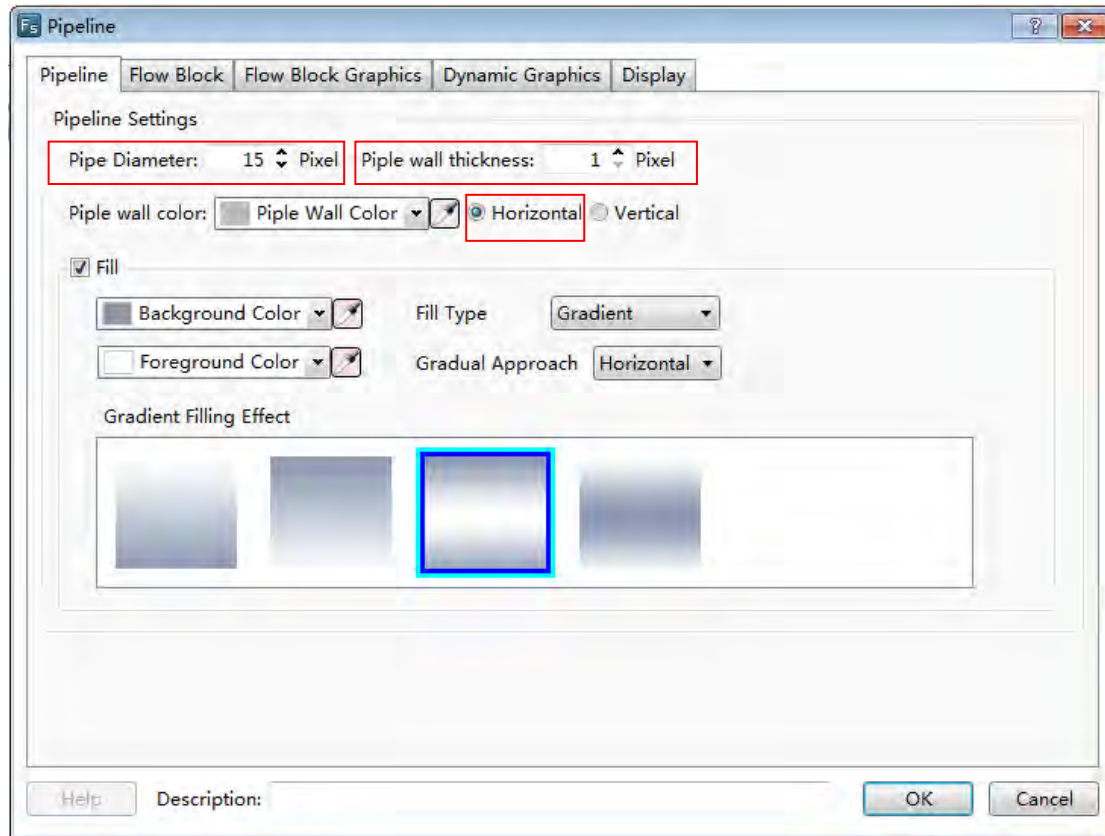 Fs Pipeline
Pipeline Flow Block Flow Block Graphics Dynamic Graphics Display
Pipeline Settings
Pipe Diameter: 15 Pixel Piple wall thickness: 1 Pixel
Piple wall color: Piple Wall Color Horizontal Vertical
Fill
Background Color Fill Type Gradient
Foreground Color Gradual Approach Horizontal
Gradient Filling Effect
Help Description: OK Cancel